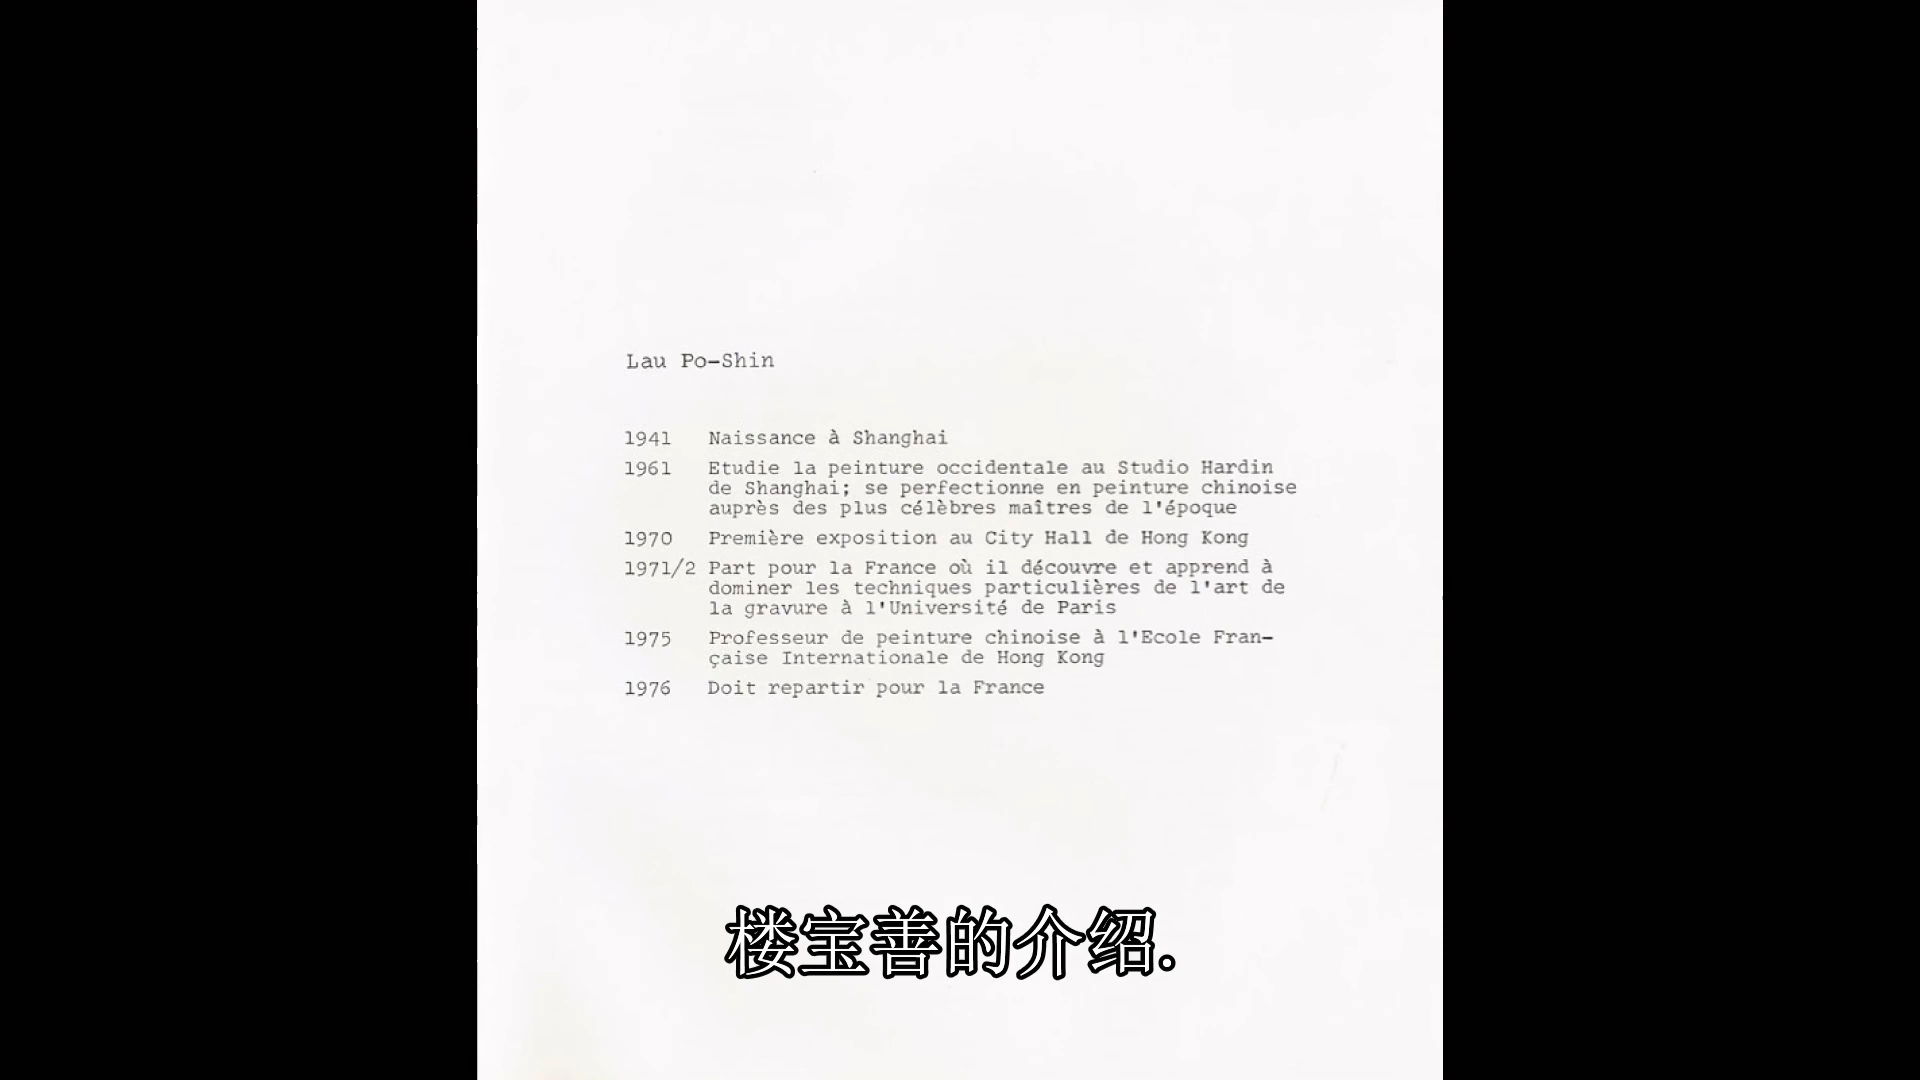 Lau Po-Shin
1941 Naissance à Shanghai
1961 Etudie la peinture occidentale au Studio Hardin
de Shanghai; se perfectionne en peinture chinoise
auprès des plus célèbres maîtres de l'époque
1970 Première exposition au City Hall de Hong Kong
1971/2 Part pour la France où il découvre et apprend à
dominer les techniques particulières de l'art de
la gravure à l'Université de Paris
1975 Professeur de peinture chinoise à l'Ecole Fran-
çaise Internationale de Hong Kong
1976 Doit repartir pour la France
楼宝善的介绍.